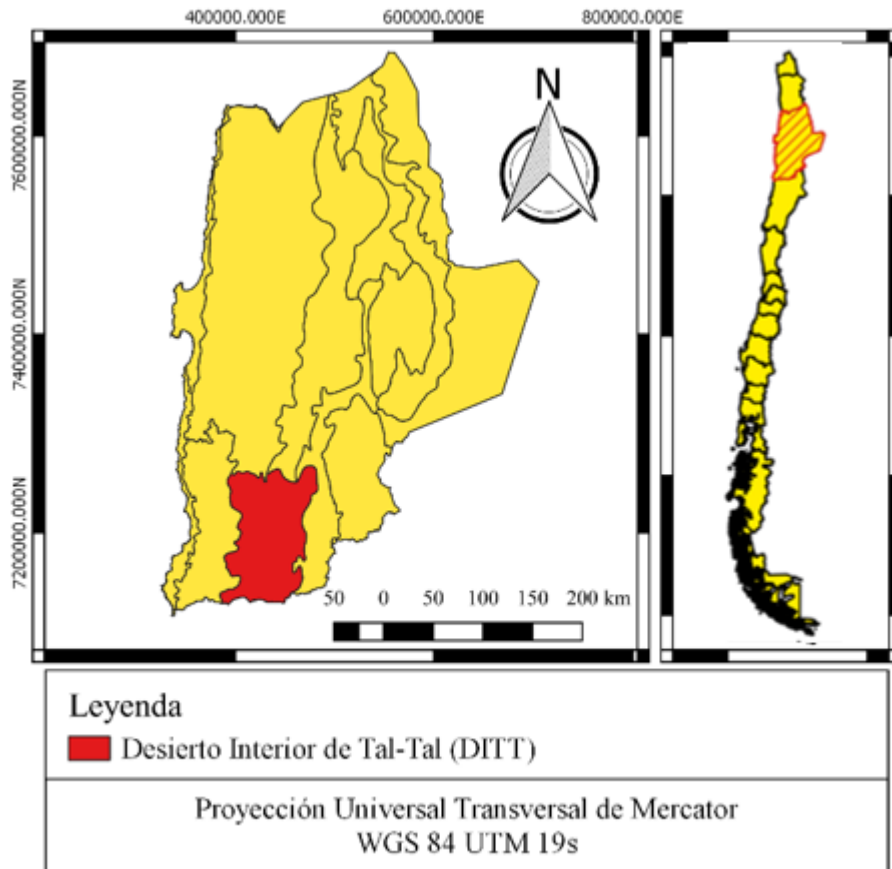 400000.000E 600000.000E 800000.000E
7600000.000N
7400000.000N
7200000.000N
N
50 0 50 100 150 200 km
Leyenda
Desierto Interior de Tal-Tal (DITT)
Proyección Universal Transversal de Mercator
WGS 84 UTM 19s